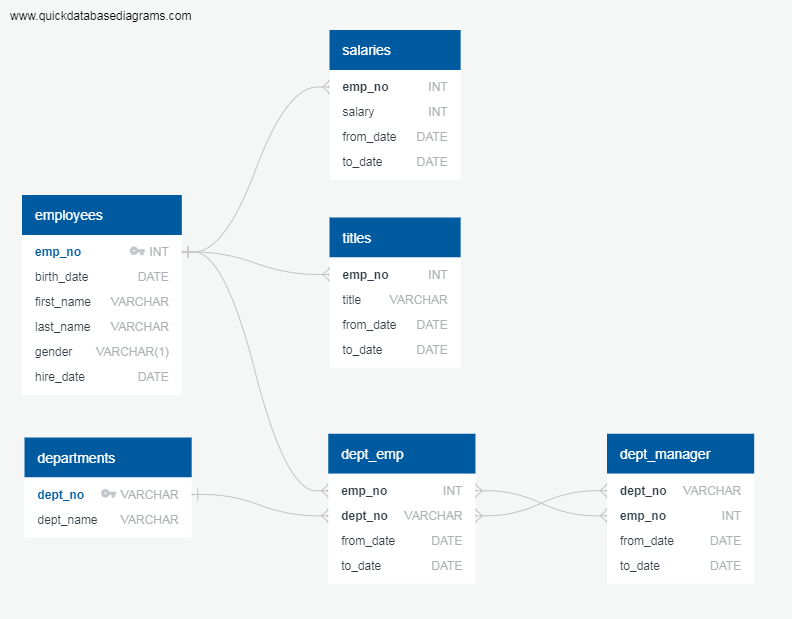 www.quickdatabasediagrams.com
salaries
emp_no INT
salary INT
from_date DATE
to_date DATE
employees
emp_no INT
birth_date DATE
first_name VARCHAR
last_name VARCHAR
gender VARCHAR(1)
hire_date DATE
titles
emp_no INT
title VARCHAR
from_date DATE
to_date DATE
departments
dept_no VARCHAR
dept_name VARCHAR
dept_emp
emp_no INT
dept_no VARCHAR
from_date DATE
to_date DATE
dept_manager
dept_no VARCHAR
emp_no INT
from_date DATE
to_date DATE